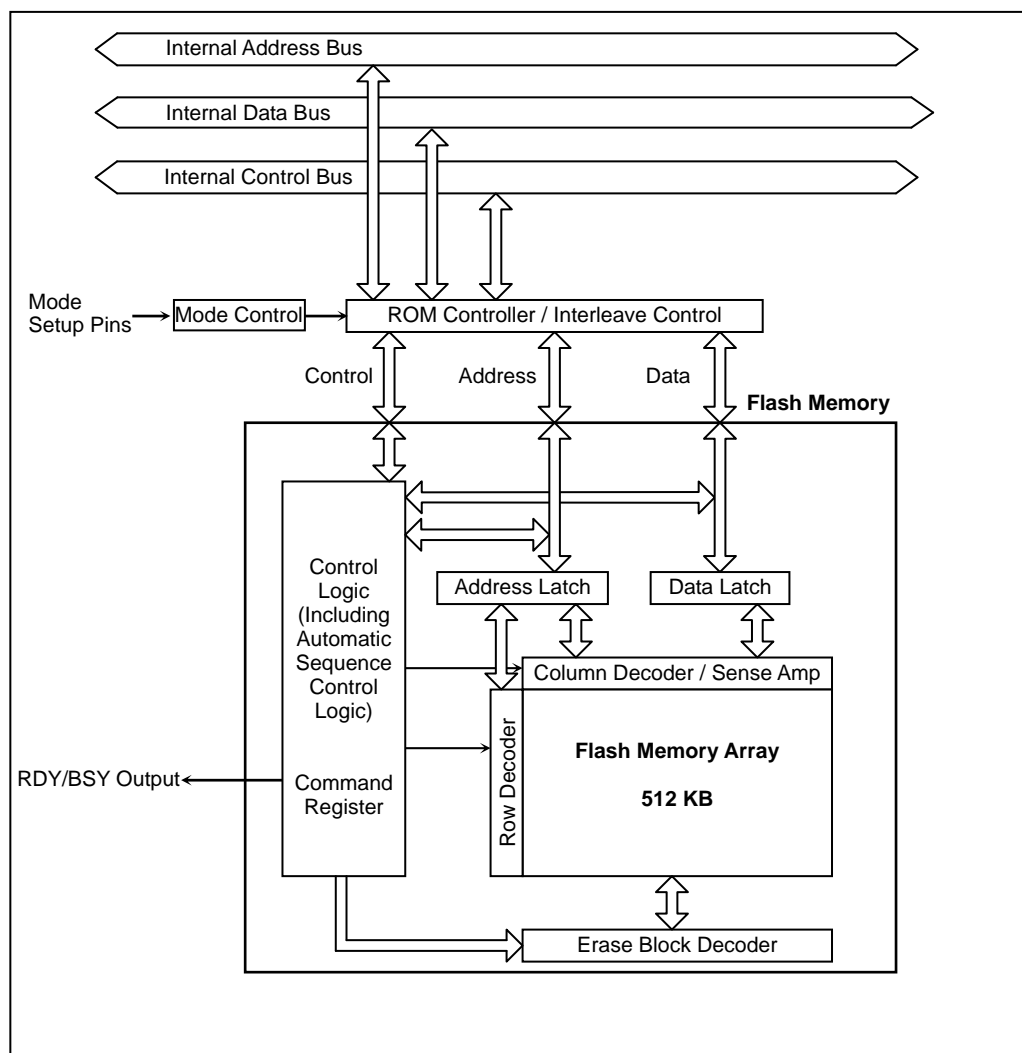 Internal Address Bus
Internal Data Bus
Internal Control Bus
Mode
Setup Pins
Mode Control
ROM Controller / Interleave Control
Control
Address
Data
Flash Memory
Control
Logic
(Including
Automatic
Sequence
Control
Logic)
Command
Register
Address Latch
Data Latch
Column Decoder / Sense Amp
Row Decoder
Flash Memory Array
512 KB
RDY/BSY Output
Erase Block Decoder